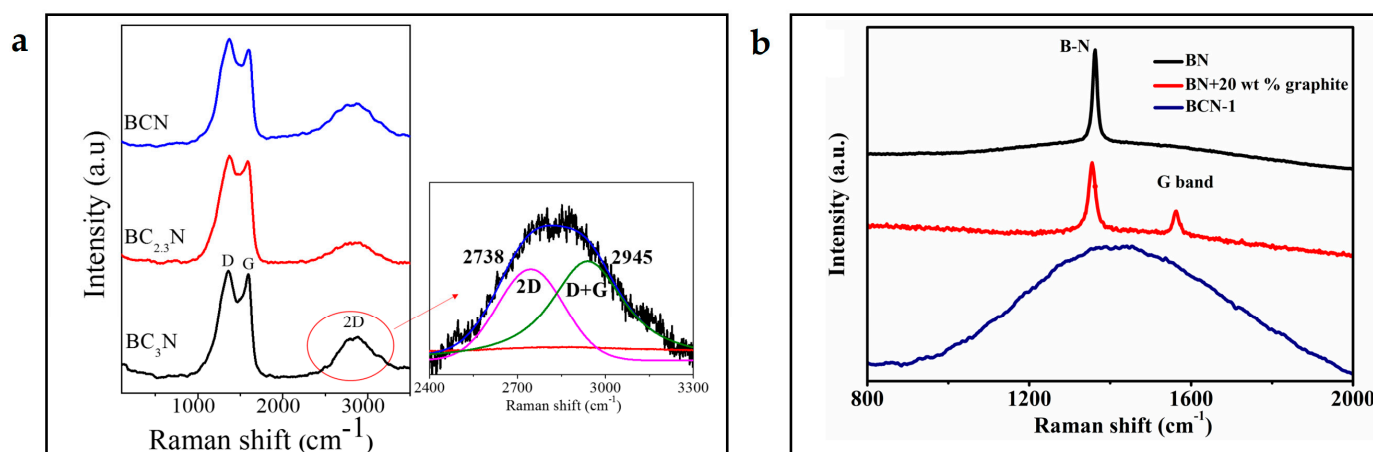 a
BCN
BC2.3N
D G
BC3N
2D
Intensity (a.u)
1000 2000 3000
Raman shift (cm-1)
2738 2945
2D D+G
2400 2700 3000 3300
Raman shift (cm-1)
b
B-N
BN
BN+20 wt % graphite
BCN-1
G band
Intensity (a.u.)
800 1200 1600 2000
Raman shift (cm-1)